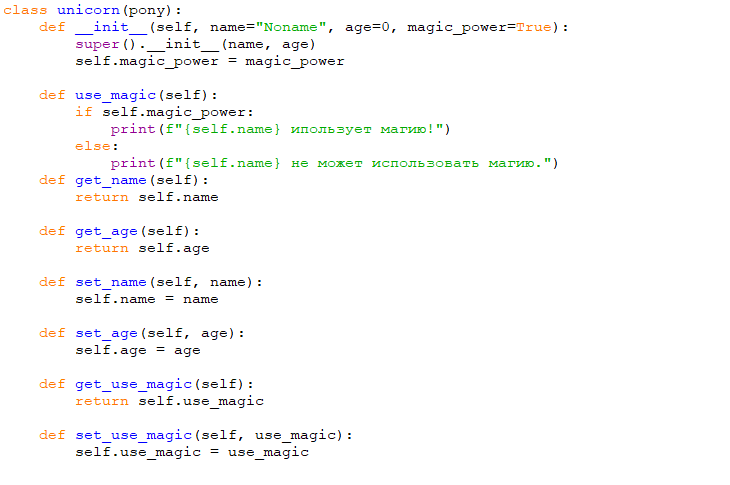 class unicorn(pony):
    def __init__(self, name="Noname", age=0, magic_power=True):
        super().__init__(name, age)
        self.magic_power = magic_power

    def use_magic(self):
        if self.magic_power:
            print(f"{self.name} ипользует магию!")
        else:
            print(f"{self.name} не может использовать магию.")
    def get_name(self):
        return self.name

    def get_age(self):
        return self.age

    def set_name(self, name):
        self.name = name

    def set_age(self, age):
        self.age = age

    def get_use_magic(self):
        return self.use_magic

    def set_use_magic(self, use_magic):
        self.use_magic = use_magic